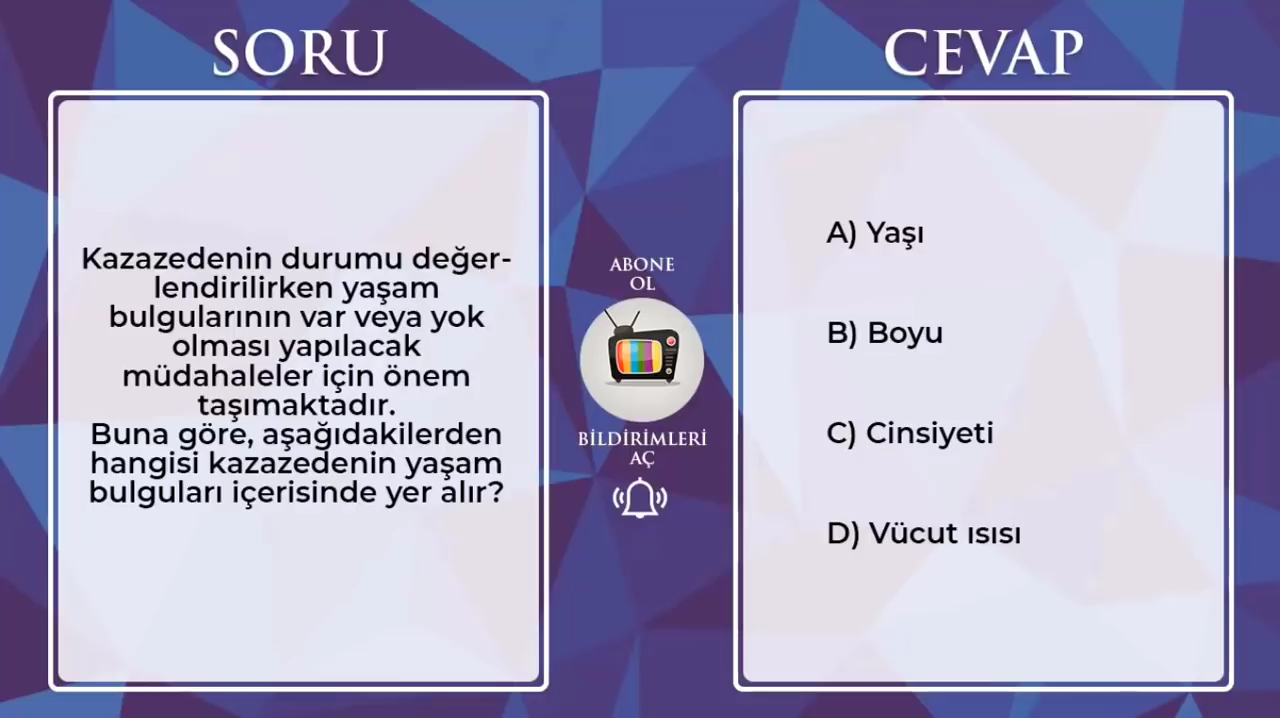 SORU
Kazazedenin durumu değer-
lendirilirken yaşam
bulgularının var veya yok
olması yapılacak
müdahaleler için önem
taşımaktadır.
Buna göre, aşağıdakilerden
hangisi kazazedenin yaşam
bulguları içerisinde yer alır?
ABONE
OL
BİLDİRİMLERİ
AÇ
CEVAP
A) Yaşı
B) Boyu
C) Cinsiyeti
D) Vücut ısısı